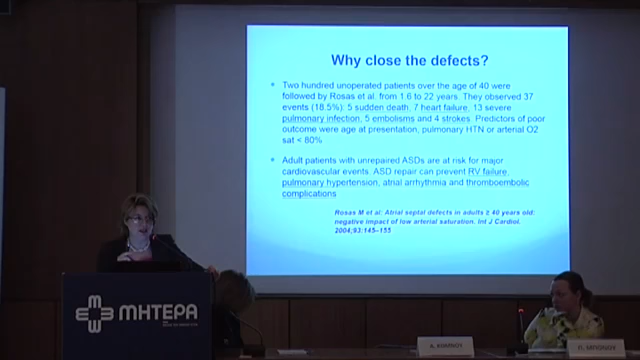 Why close the defects?
Two hundred unoperated patients over the age of 40 were
followed by Rosas et al. from 1.6 to 22 years. They observed 37
events (18.5%): 5 sudden death, 7 heart failure, 13 severe
pulmonary infection, 5 embolisms and 4 strokes. Predictors of poor
outcome were age at presentation, pulmonary HTN or arterial O2
sat < 80%
Adult patients with unrepaired ASDs are at risk for major
cardiovascular events. ASD repair can prevent RV failure,
pulmonary hypertension, atrial arrhythmia and thromboembolic
complications
Rosas M et al: Atrial septal defects in adults ≥ 40 years old:
negative impact of low arterial saturation. Int J Cardiol.
2004;93:145–155
ΜΗΤΕΡΑ